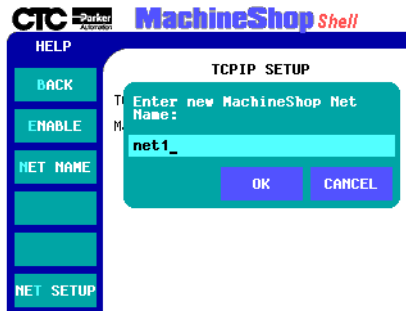 CTC Parker Automation MachineShop Shell
HELP
TCPIP SETUP
BACK
Enter new MachineShop Net
Name:
ENABLE
net1_
NET NAME
OK CANCEL
NET SETUP